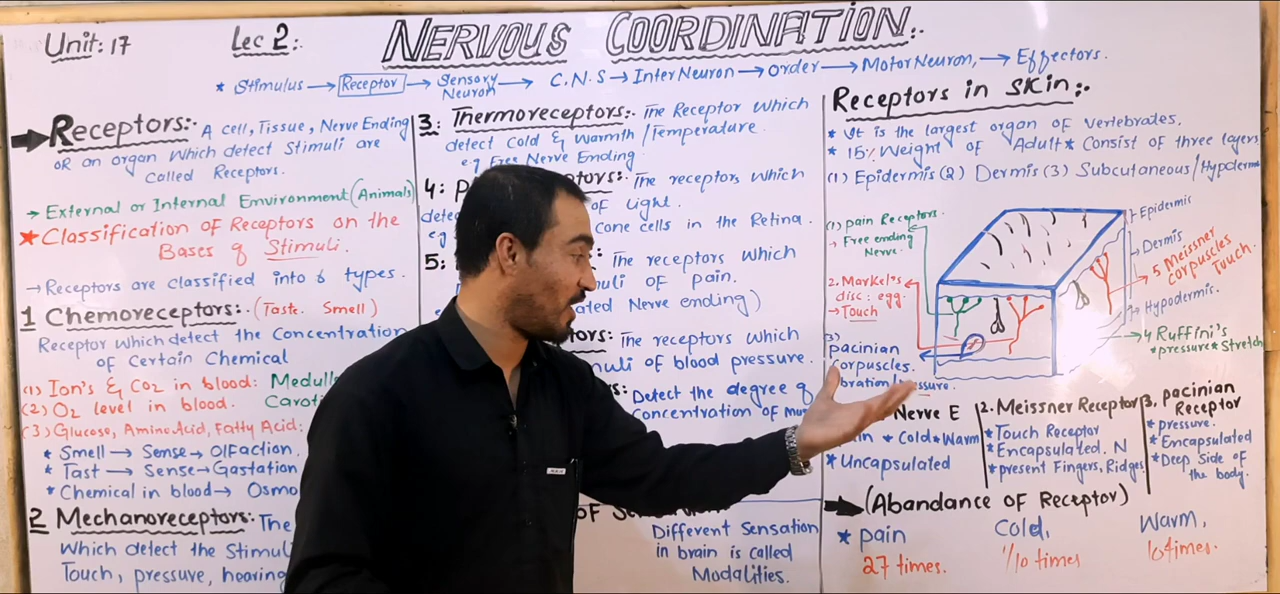 Unit: 17
Lec 2:.
NERVOUS COORDINATION:.
* Stimulus → Receptor → Sensory Neuron → C.N.S → Inter Neuron → order → Motor Neuron, → Effectors.
Receptors:. A cell, Tissue, Nerve Ending
OR an organ Which detect Stimuli are
Called Receptors.
→ External or Internal Environment (Animals)
* Classification of Receptors on the
Bases of Stimuli.
→ Receptors are classified into 6 types.
1 Chemoreceptors:. (Taste. Smell)
Receptor Which detect the Concentration
of Certain Chemical
(1) Ion's & CO2 in blood:
(2) O2 level in blood.
(3) Glucose, Amino Acid, Fatty Acid:
* Smell → Sense → Olfaction.
* Tast → Sense → Gastation
* Chemical in blood →
2 Mechanoreceptors: The
Which detect the
Touch, pressure, hearing
3: Thermoreceptors:. The Receptor Which
detect Cold & Warmth / Temperature.
e.g Free Nerve Ending.
4: The receptors Which
of Light.
cone cells in the Retina.
5: The receptors Which
of pain.
Nerve ending)
The receptors Which
of blood pressure.
Detect the degree of
Concentration of
of
Different Sensation
in brain is called
Modalities.
Receptors in Skin:.
* It is the largest organ of Vertebrates.
* 15% Weight of Adult * Consist of three layers
(1) Epidermis (2) Dermis (3) Subcutaneous / Hypodermi
(1) pain Receptors.
→ Free ending
Nerve.
2. Markel's
disc: egg.
→ Touch
(3)
pacinian
Corpuscles.
Epidermis
Dermis
5 Meissner
Corpuscles
Touch.
Hypodermis.
4 Ruffini's
* pressure * Stretch
Nerve E
* Cold * Warm
* Uncapsulated
2. Meissner Receptor
* Touch Receptor
* Encapsulated. N
* present Fingers, Ridges
3. pacinian
Receptor
* pressure.
* Encapsulated
* Deep Side of
the body.
(Abandance of Receptor)
* pain
Cold,
Warm,
27 times.
1/10 times
10 times.